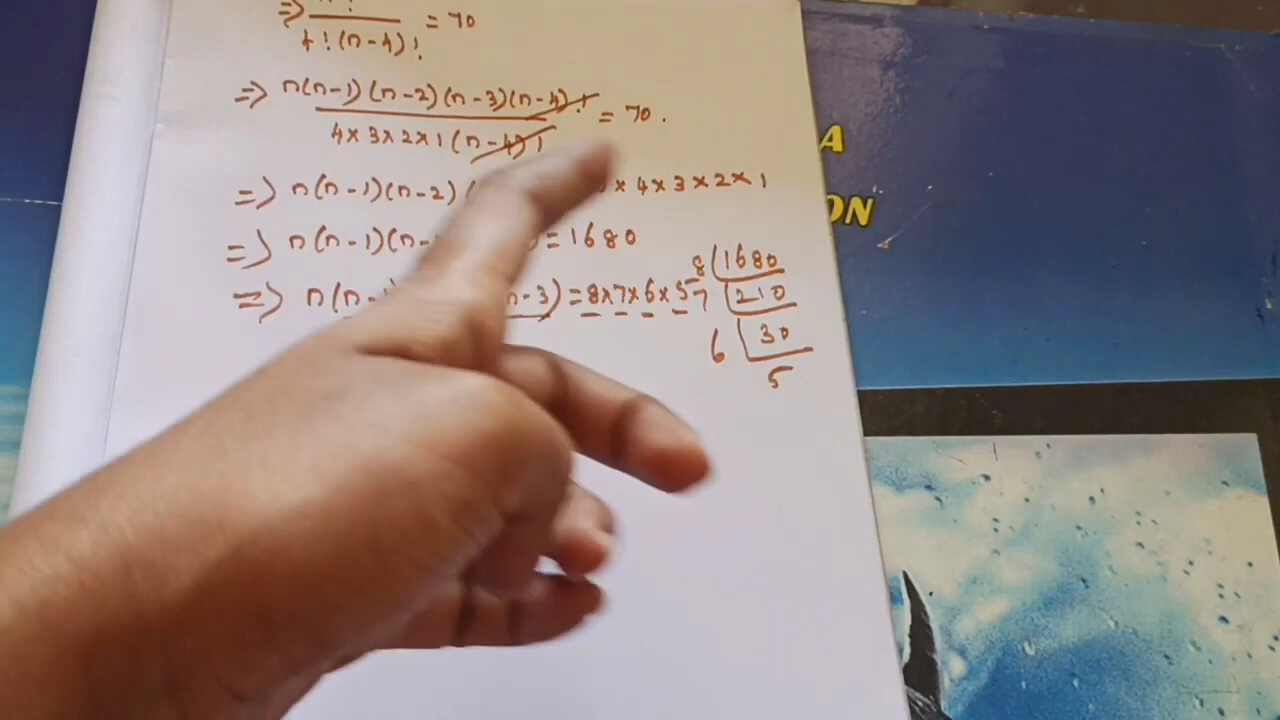 => = 70
4!(n-4)!
=> n(n-1)(n-2)(n-3)(n-4)! = 70.
4×3×2×1(n-4)!
=> n(n-1)(n-2)( ×4×3×2×1
=> n(n-1)(n- = 1680
=> n(n-1 n-3) = 8×7×6×5
8 1680
7 210
6 30
5
A
ON